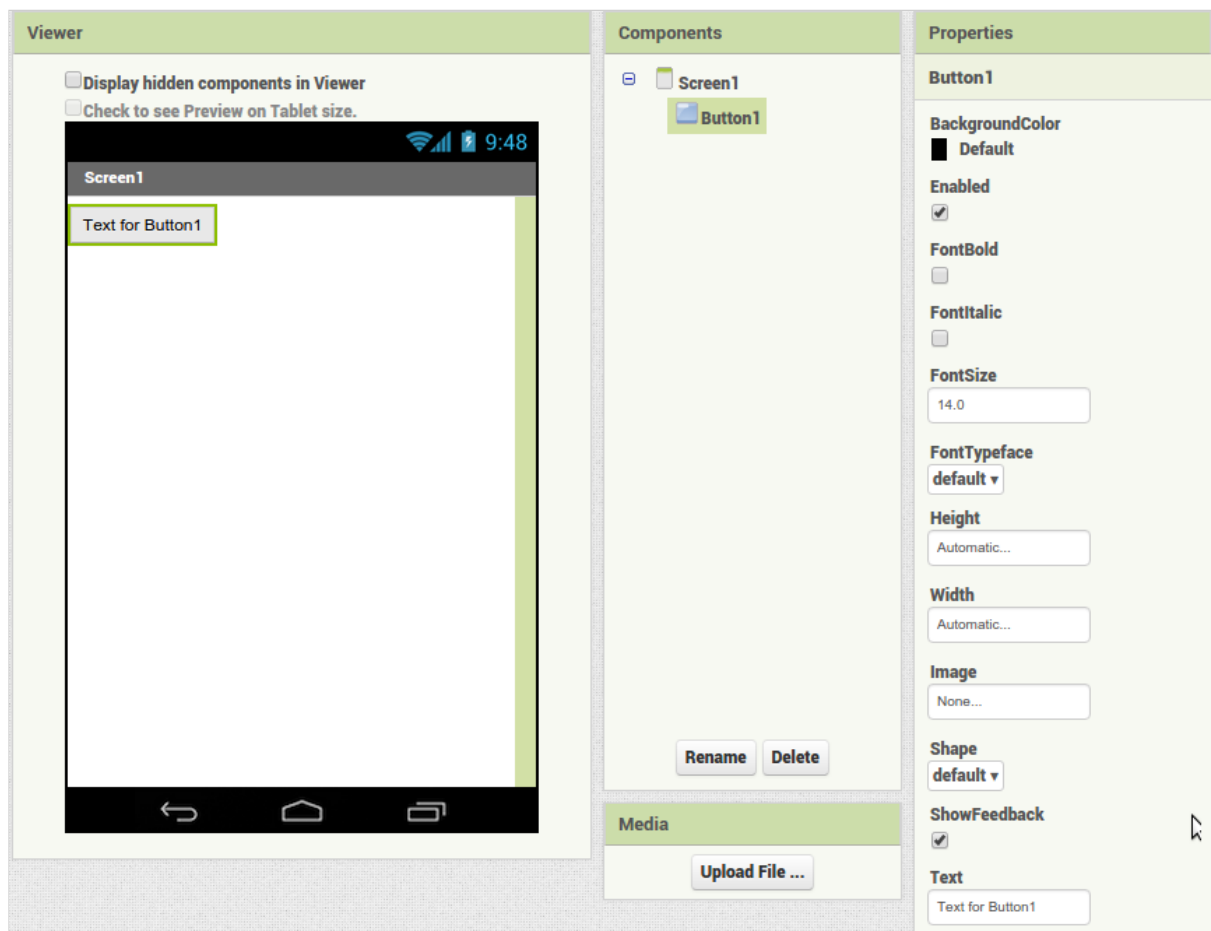 Viewer
Display hidden components in Viewer
Check to see Preview on Tablet size.
9:48
Screen1
Text for Button1
Components
Screen1
Button1
Rename
Delete
Media
Upload File ...
Properties
Button1
BackgroundColor
Default
Enabled
FontBold
FontItalic
FontSize
14.0
FontTypeface
default
Height
Automatic...
Width
Automatic...
Image
None...
Shape
default
ShowFeedback
Text
Text for Button1